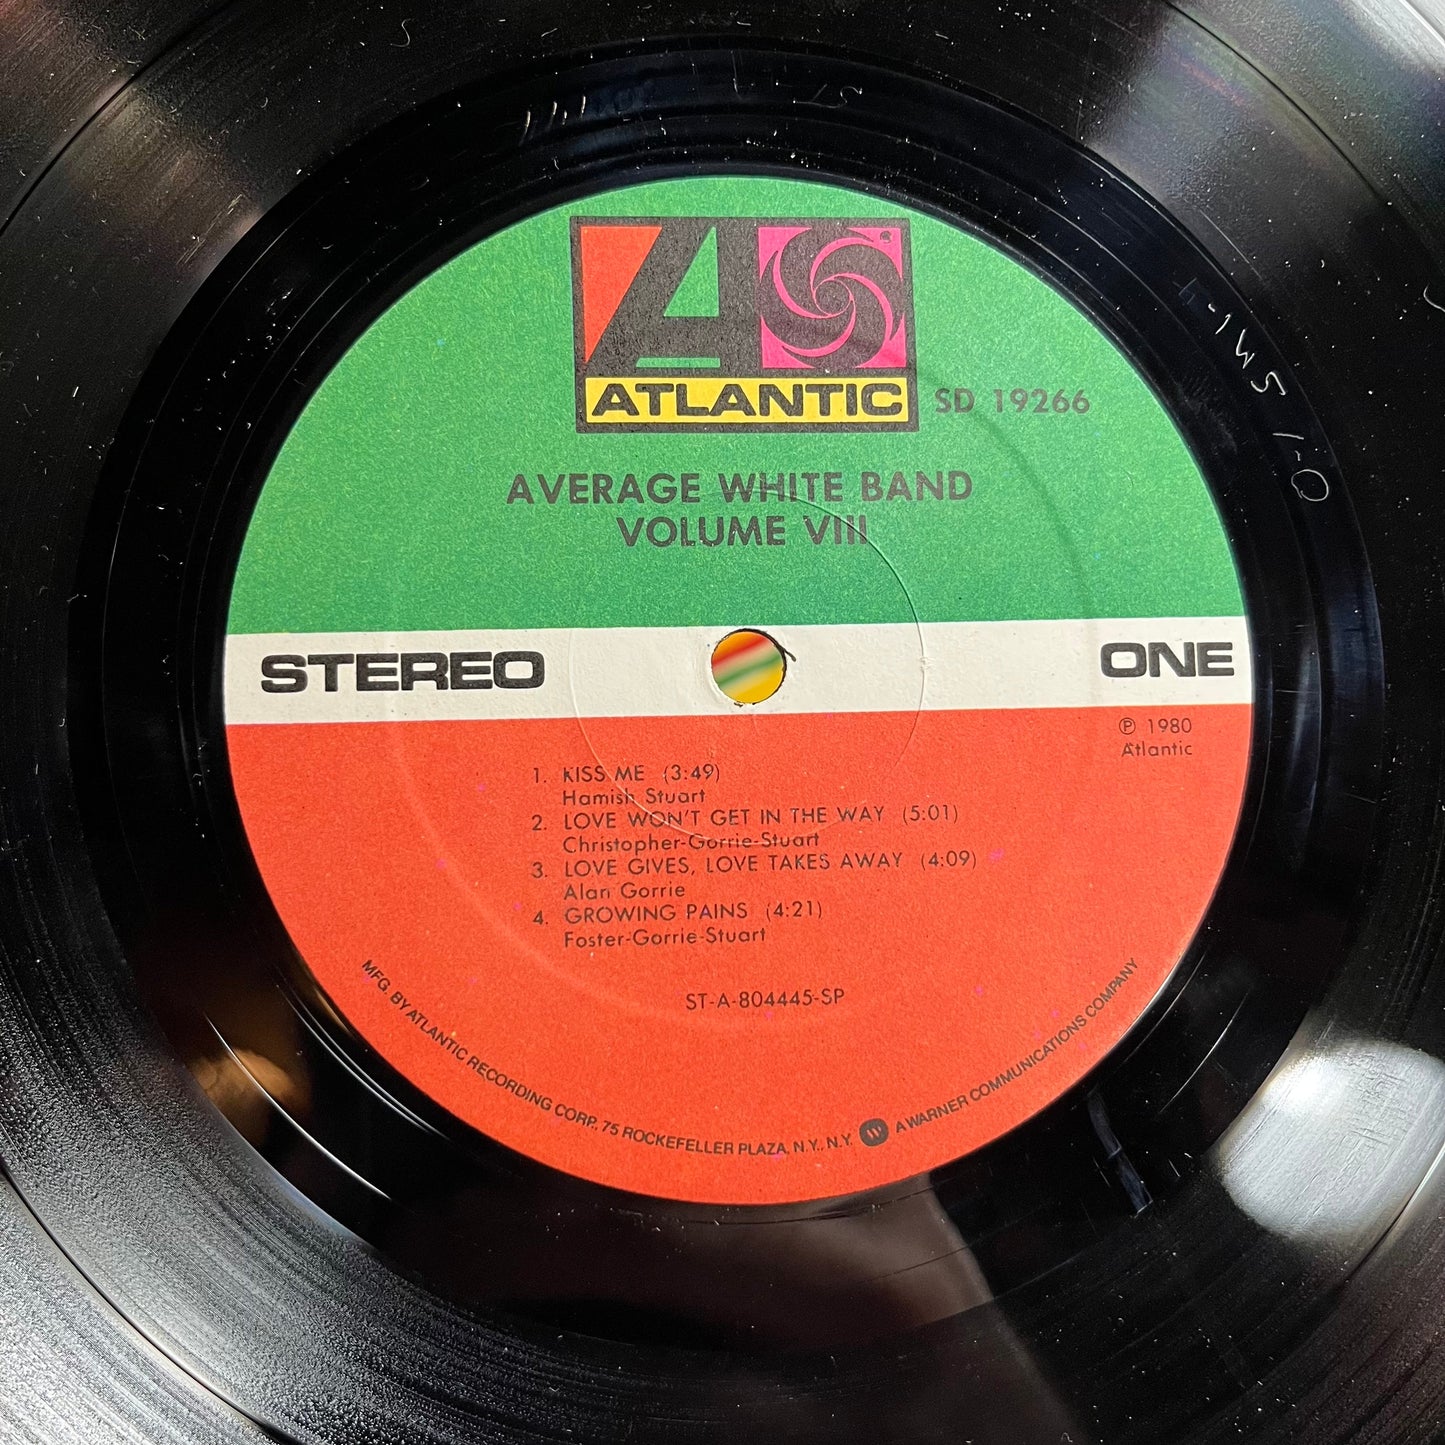 ATLANTIC
SD 19266
AVERAGE WHITE BAND
VOLUME VIII
STEREO
ONE
℗ 1980
Atlantic
1. KISS ME (3:49)
Hamish Stuart
2. LOVE WON'T GET IN THE WAY (5:01)
Christopher-Gorrie-Stuart
3. LOVE GIVES, LOVE TAKES AWAY (4:09)
Alan Gorrie
4. GROWING PAINS (4:21)
Foster-Gorrie-Stuart
ST-A-804445-SP
MFG. BY ATLANTIC RECORDING CORP. 75 ROCKEFELLER PLAZA, N.Y., N.Y. A WARNER COMMUNICATIONS COMPANY